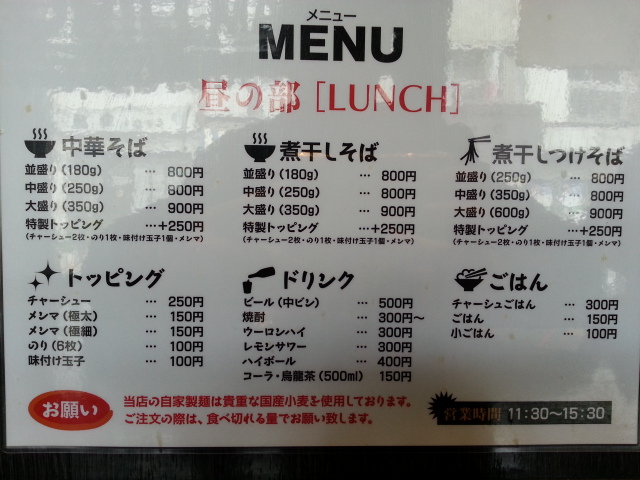 メニュー
MENU
昼の部 [LUNCH]
中華そば
並盛り(180g) … 800円
中盛り(250g) … 800円
大盛り(350g) … 900円
特製トッピング …+250円
(チャーシュー2枚・のり1枚・味付け玉子1個・メンマ)
煮干しそば
並盛り(180g) … 800円
中盛り(250g) … 800円
大盛り(350g) … 900円
特製トッピング …+250円
(チャーシュー2枚・のり1枚・味付け玉子1個・メンマ)
煮干しつけそば
並盛り(250g) … 800円
中盛り(350g) … 800円
大盛り(600g) … 900円
特製トッピング …+250円
(チャーシュー2枚・のり1枚・味付け玉子1個・メンマ)
トッピング
チャーシュー … 250円
メンマ(極太) … 150円
メンマ(極細) … 150円
のり(6枚) … 100円
味付け玉子 … 100円
ドリンク
ビール(中ビン) … 500円
焼酎 … 300円〜
ウーロンハイ … 300円
レモンサワー … 300円
ハイボール … 400円
コーラ・烏龍茶(500ml) 150円
ごはん
チャーシュごはん … 300円
ごはん … 150円
小ごはん … 100円
お願い
当店の自家製麺は貴重な国産小麦を使用しております。
ご注文の際は、食べ切れる量でお願い致します。
営業時間 11:30~15:30